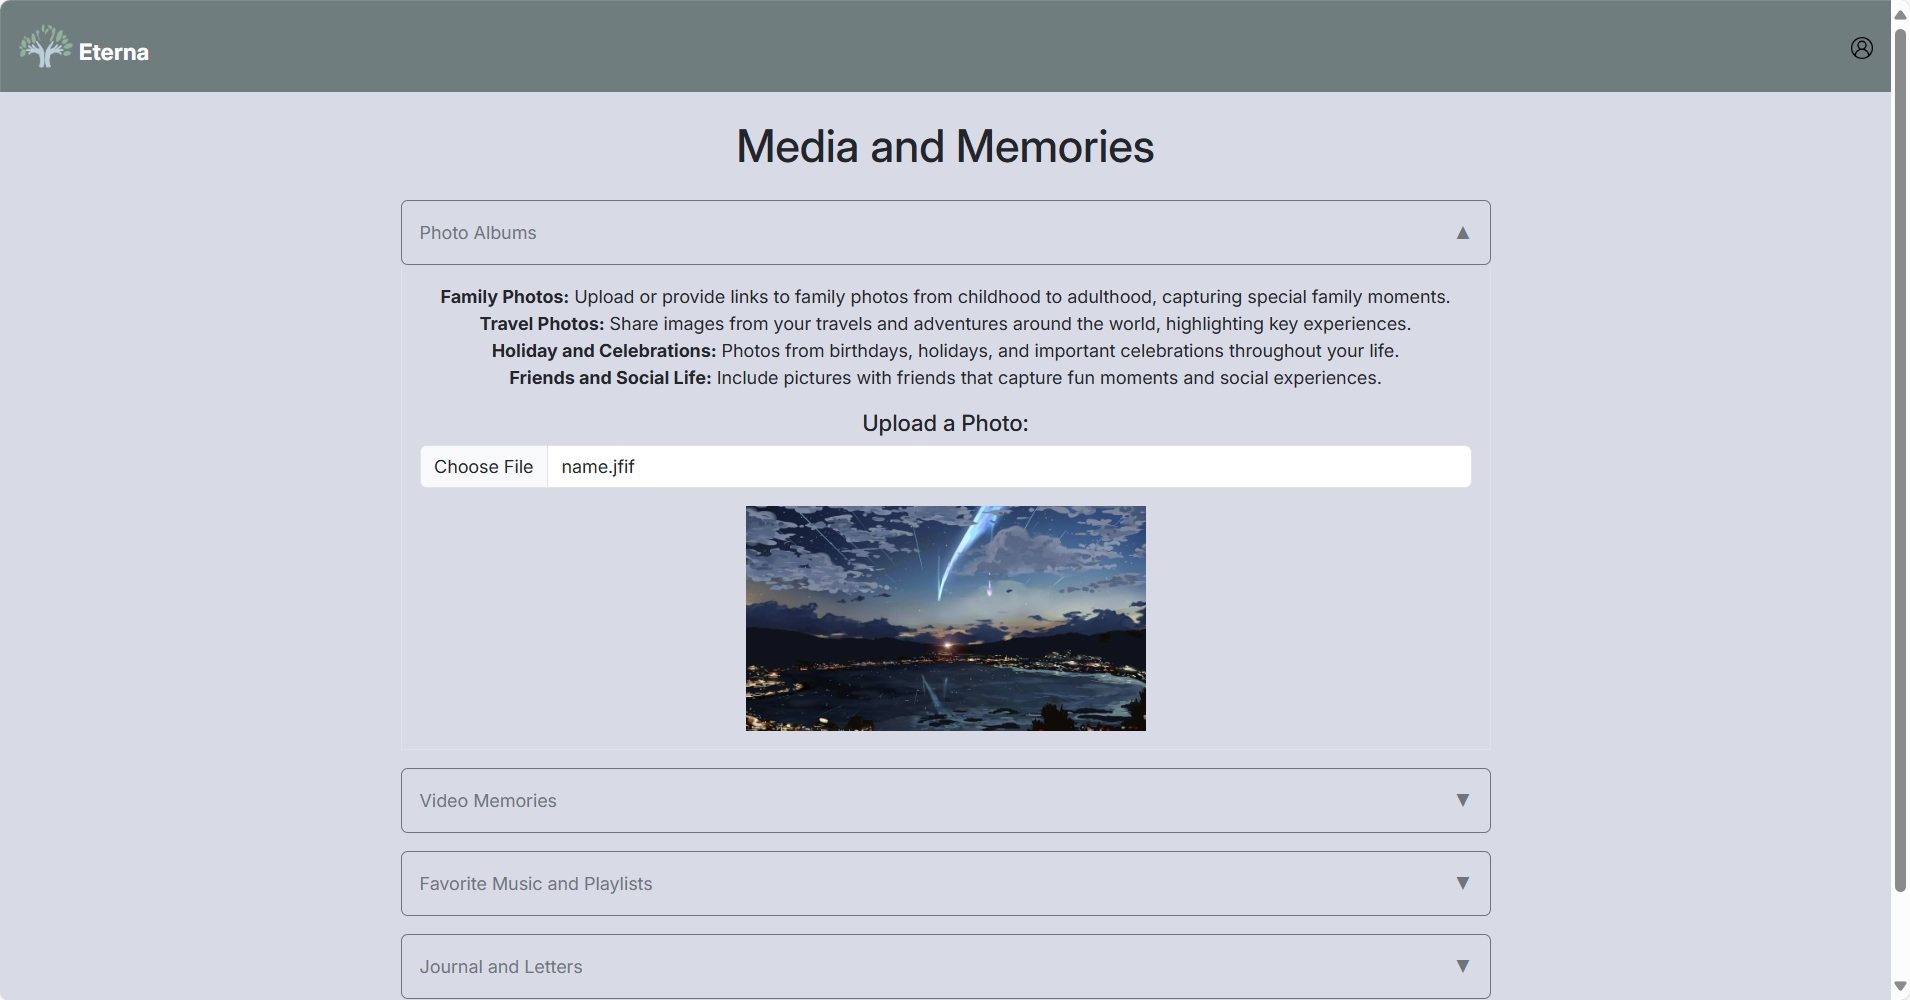 Eterna
Media and Memories
Photo Albums ▲
Family Photos: Upload or provide links to family photos from childhood to adulthood, capturing special family moments.
Travel Photos: Share images from your travels and adventures around the world, highlighting key experiences.
Holiday and Celebrations: Photos from birthdays, holidays, and important celebrations throughout your life.
Friends and Social Life: Include pictures with friends that capture fun moments and social experiences.
Upload a Photo:
Choose File name.jfif
Video Memories ▼
Favorite Music and Playlists ▼
Journal and Letters ▼